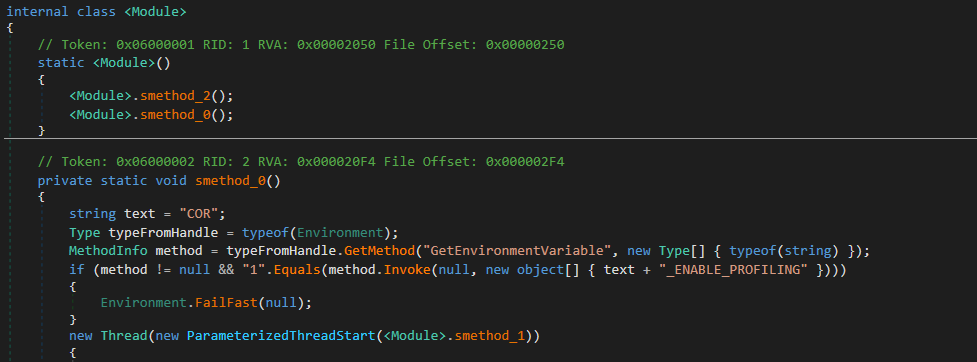 internal class <Module>
{
// Token: 0x06000001 RID: 1 RVA: 0x00002050 File Offset: 0x00000250
static <Module>()
{
<Module>.smethod_2();
<Module>.smethod_0();
}
// Token: 0x06000002 RID: 2 RVA: 0x000020F4 File Offset: 0x000002F4
private static void smethod_0()
{
string text = "COR";
Type typeFromHandle = typeof(Environment);
MethodInfo method = typeFromHandle.GetMethod("GetEnvironmentVariable", new Type[] { typeof(string) });
if (method != null && "1".Equals(method.Invoke(null, new object[] { text + "_ENABLE_PROFILING" })))
{
Environment.FailFast(null);
}
new Thread(new ParameterizedThreadStart(<Module>.smethod_1))
{